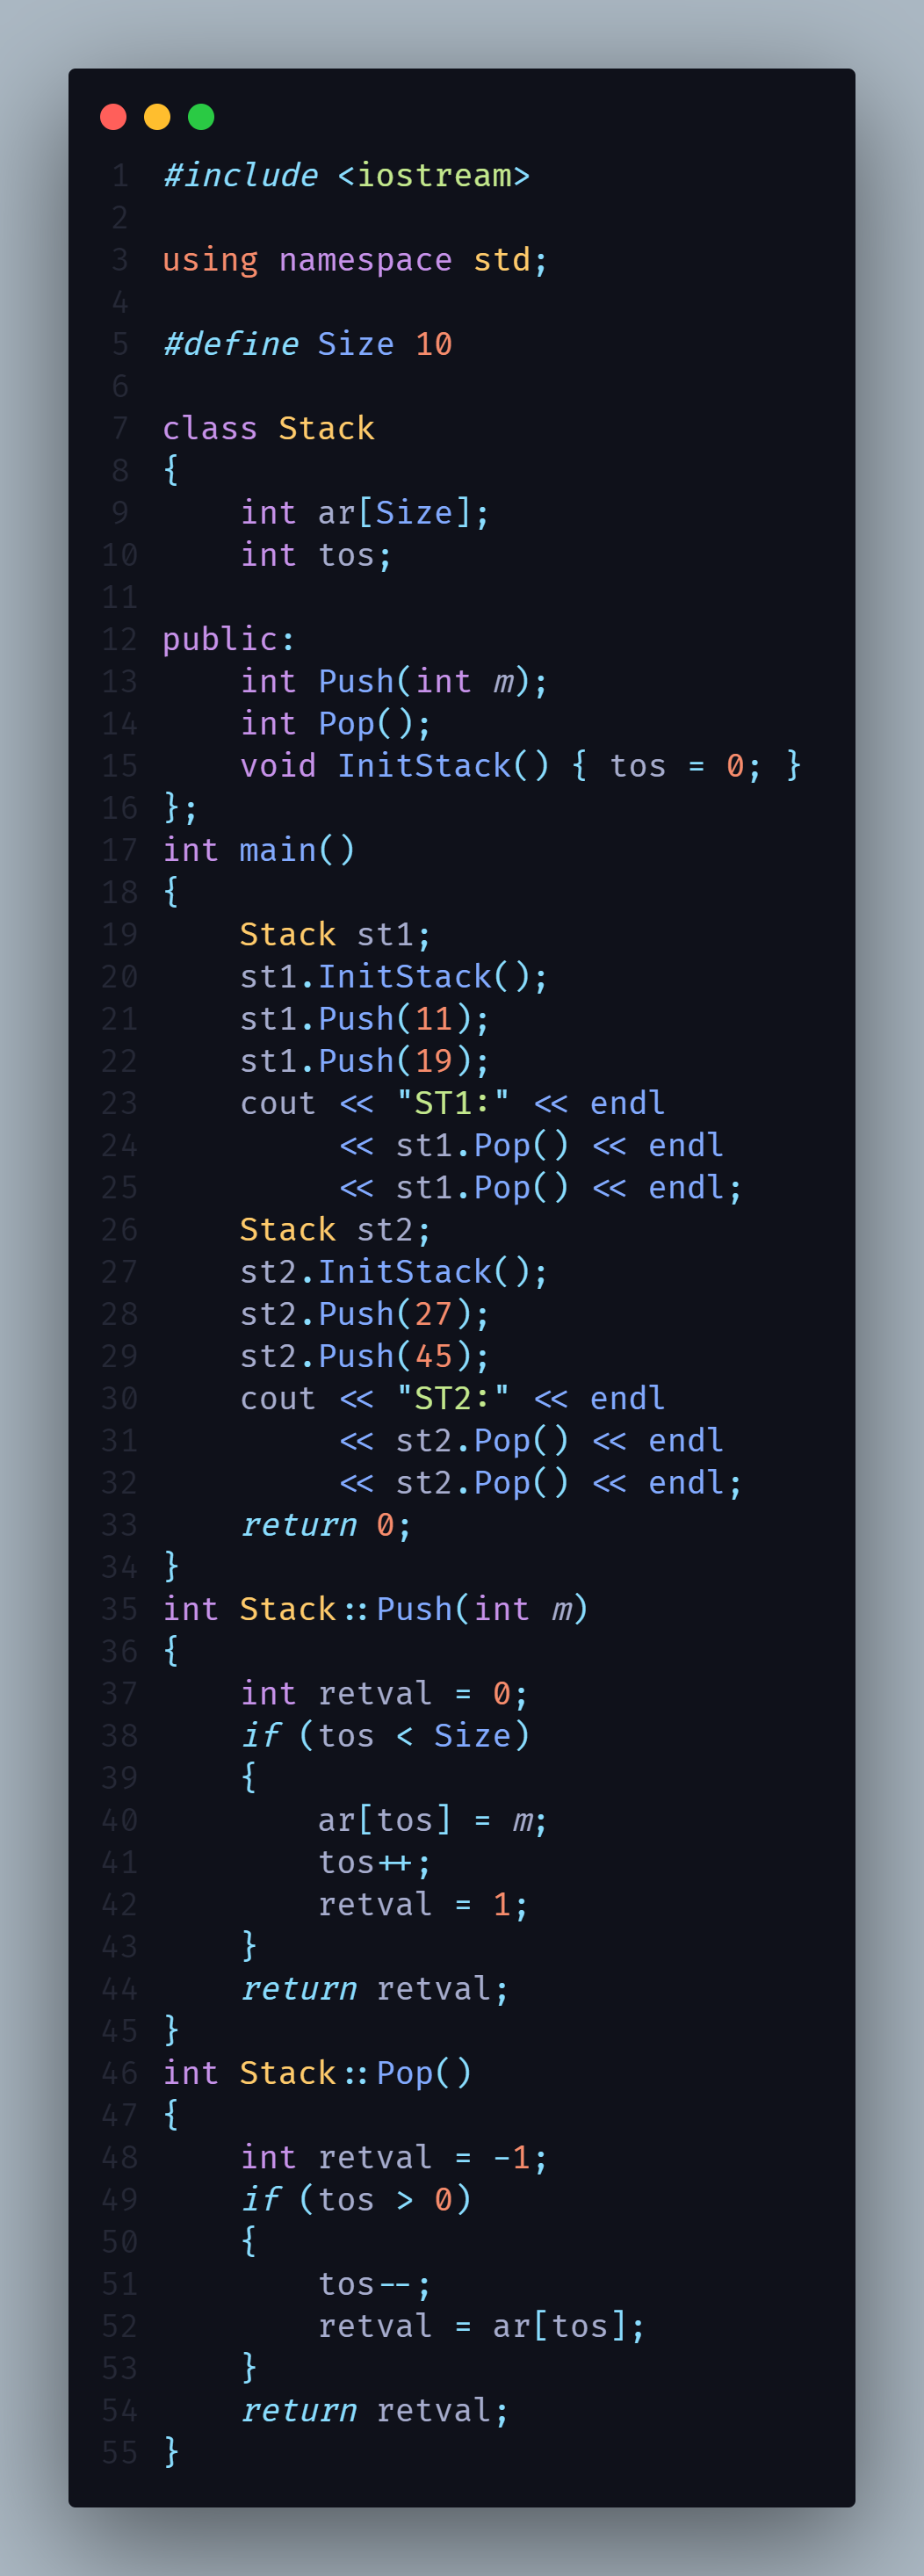 1 #include <iostream>
2
3 using namespace std;
4
5 #define Size 10
6
7 class Stack
8 {
9     int ar[Size];
10     int tos;
11
12 public:
13     int Push(int m);
14     int Pop();
15     void InitStack() { tos = 0; }
16 };
17 int main()
18 {
19     Stack st1;
20     st1.InitStack();
21     st1.Push(11);
22     st1.Push(19);
23     cout << "ST1:" << endl
24          << st1.Pop() << endl
25          << st1.Pop() << endl;
26     Stack st2;
27     st2.InitStack();
28     st2.Push(27);
29     st2.Push(45);
30     cout << "ST2:" << endl
31          << st2.Pop() << endl
32          << st2.Pop() << endl;
33     return 0;
34 }
35 int Stack::Push(int m)
36 {
37     int retval = 0;
38     if (tos < Size)
39     {
40         ar[tos] = m;
41         tos++;
42         retval = 1;
43     }
44     return retval;
45 }
46 int Stack::Pop()
47 {
48     int retval = -1;
49     if (tos > 0)
50     {
51         tos--;
52         retval = ar[tos];
53     }
54     return retval;
55 }